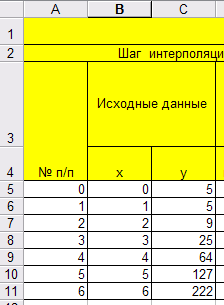 A B C
1
2 Шаг интерполяци
3 Исходные данные
4 № п/п x y
5 0 0 5
6 1 1 5
7 2 2 9
8 3 3 25
9 4 4 64
10 5 5 127
11 6 6 222